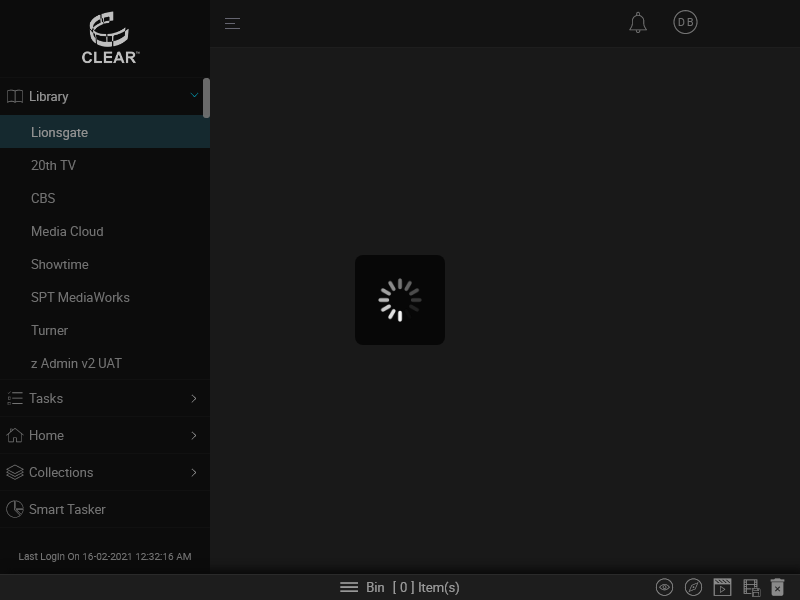 CLEAR™
DB
Library
Lionsgate
20th TV
CBS
Media Cloud
Showtime
SPT MediaWorks
Turner
z Admin v2 UAT
Tasks
Home
Collections
Smart Tasker
Last Login On 16-02-2021 12:32:16 AM
Bin [ 0 ] Item(s)